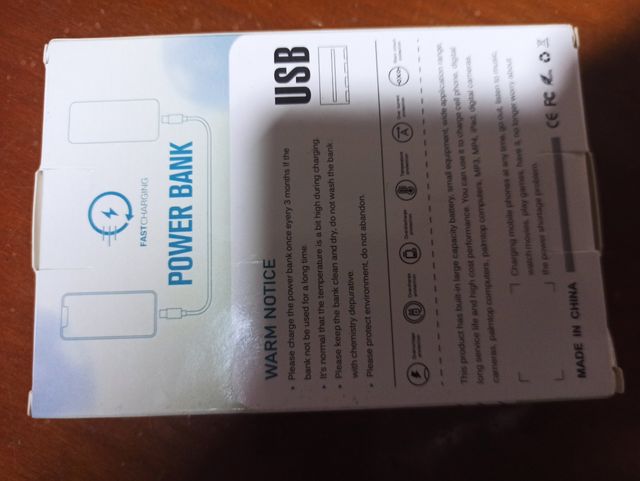 FASTCHARGING
POWER BANK
USB
WARM NOTICE
Please charge the power bank once every 3 months if the
bank not be used for a long time.
It's normal that the temperature is a bit high during charging.
Please keep the bank clean and dry, do not wash the bank
with chemistry depurative.
Please protect environment, do not abandon.
This product has built-in large capacity battery, small equipment, wide application range,
long service life and high cost performance. You can use it to charge cell phone, digital
cameras, palmtop computers, MP3, MP4, iPad, digital cameras.
Charging mobile phones at any time, go out, listen to music,
watch movies, play games, have it, no longer worry about
the power shortage problem.
MADE IN CHINA
CE FC